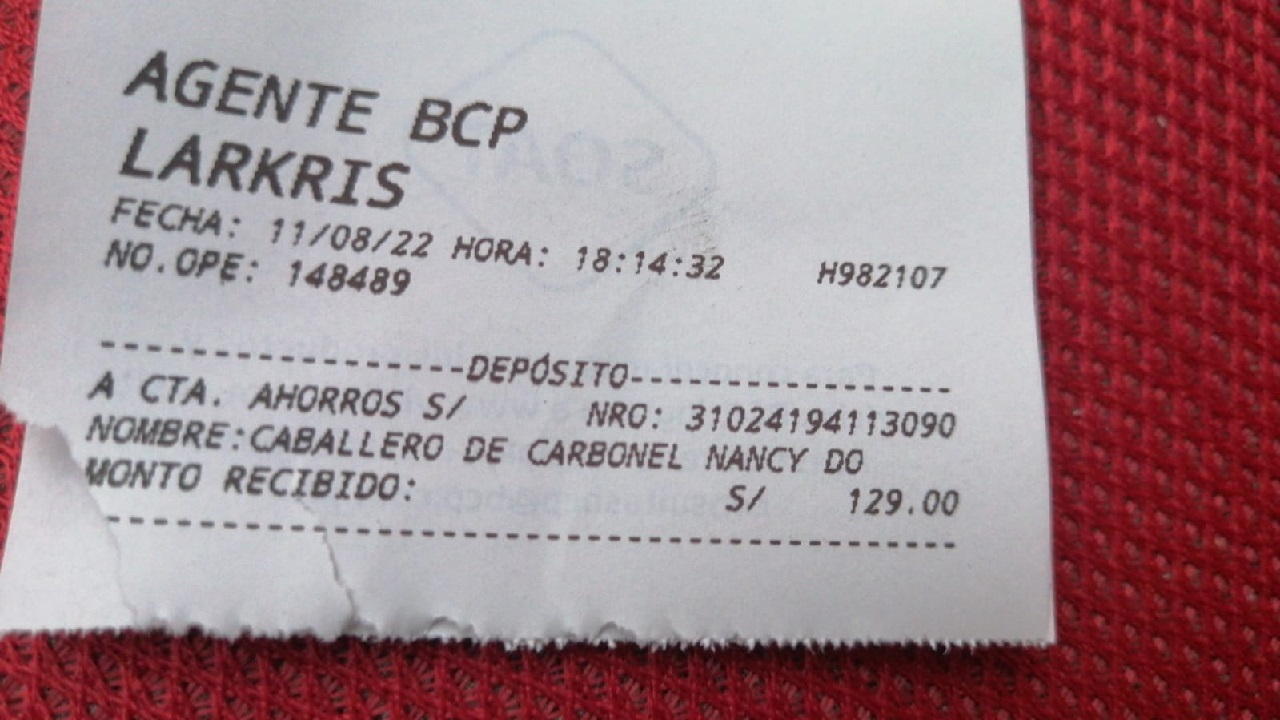 AGENTE BCP
LARKRIS
FECHA: 11/08/22 HORA: 18:14:32 H982107
NO.OPE: 148489
-----------------DEPÓSITO-----------------
A CTA. AHORROS S/ NRO: 31024194113090
NOMBRE:CABALLERO DE CARBONEL NANCY DO
MONTO RECIBIDO: S/ 129.00